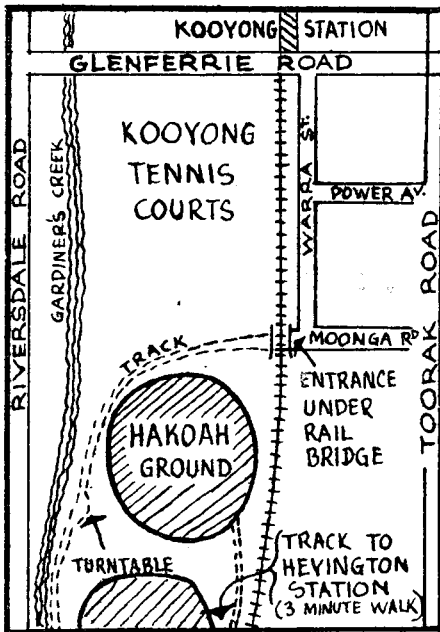 KOOYONG STATION
GLENFERRIE ROAD
RIVERSDALE ROAD
GARDINER'S CREEK
KOOYONG
TENNIS
COURTS
WARRA ST.
POWER AV.
TOORAK ROAD
MOONGA RD
TRACK
ENTRANCE
UNDER
RAIL
BRIDGE
HAKOAH
GROUND
TURNTABLE
TRACK TO
HEYINGTON
STATION
(3 MINUTE WALK)